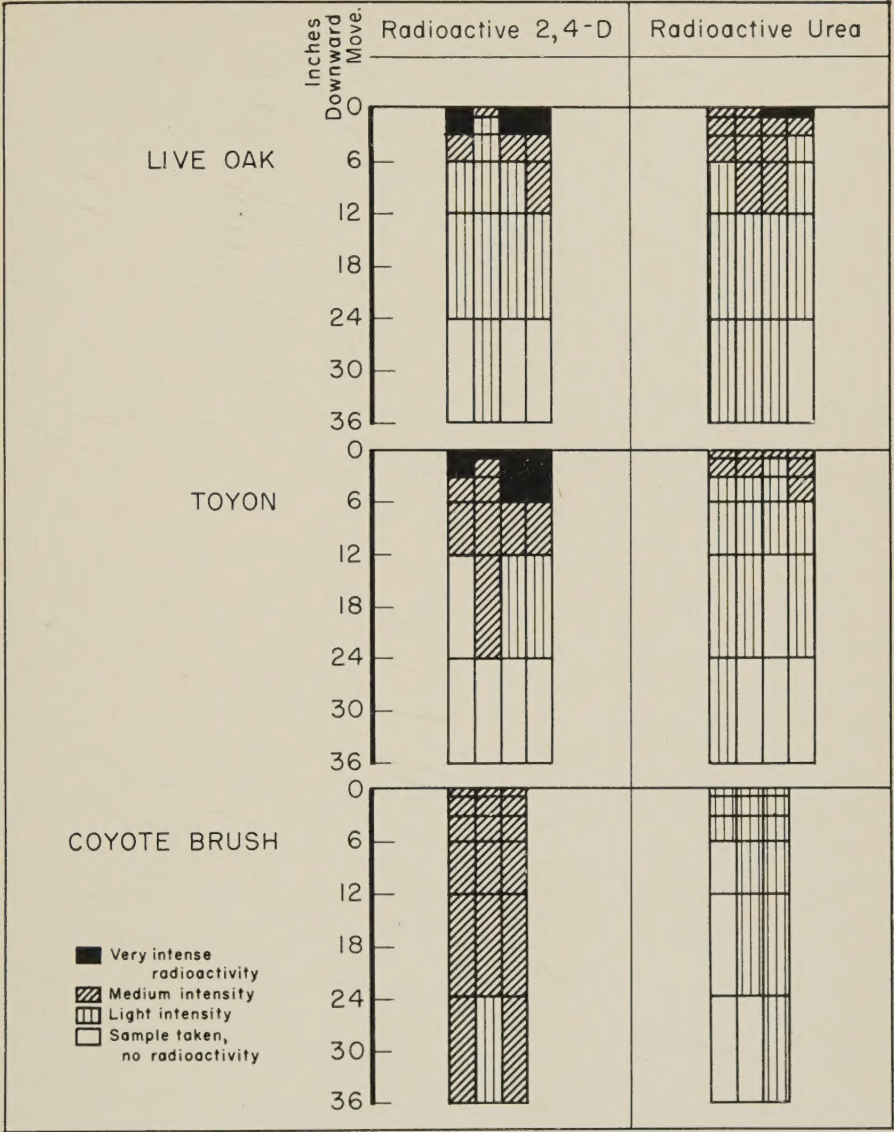 Inches
Downward
Move.
Radioactive 2,4-D
Radioactive Urea
LIVE OAK
0
6
12
18
24
30
36
TOYON
0
6
12
18
24
30
36
COYOTE BRUSH
0
6
12
18
24
30
36
Very intense
radioactivity
Medium intensity
Light intensity
Sample taken,
no radioactivity